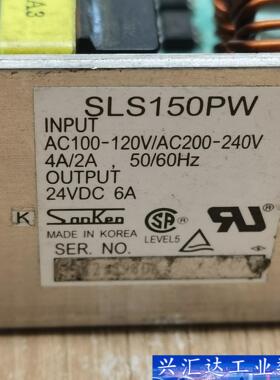 SLS150PW
INPUT
AC100-120V/AC200-240V
4A/2A , 50/60Hz
OUTPUT
24VDC 6A
K SanKen
MADE IN KOREA LEVEL5
SER. NO.
兴汇达工业